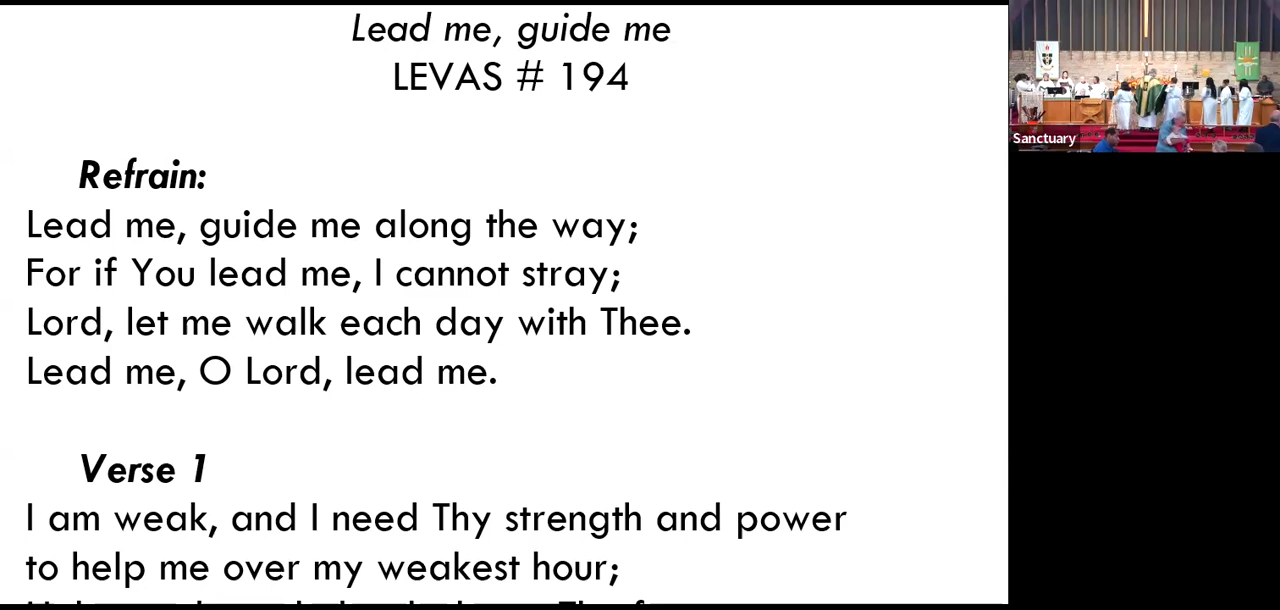 Lead me, guide me
LEVAS # 194
Refrain:
Lead me, guide me along the way;
For if You lead me, I cannot stray;
Lord, let me walk each day with Thee.
Lead me, O Lord, lead me.
Verse 1
I am weak, and I need Thy strength and power
to help me over my weakest hour;
Sanctuary